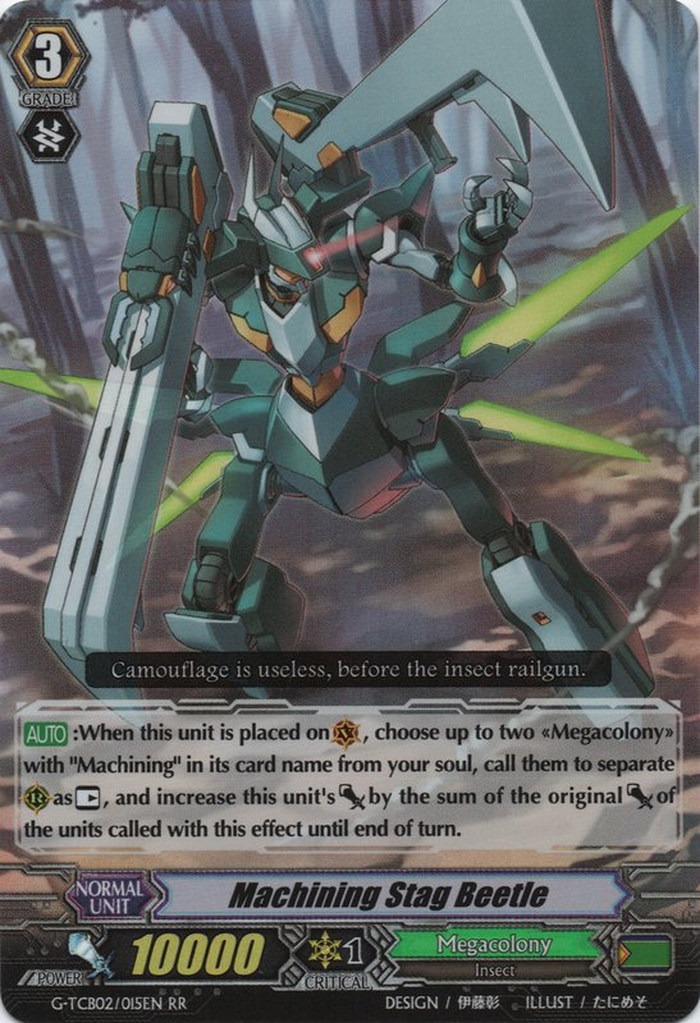 3
GRADE!
Camouflage is useless, before the insect railgun.
AUTO :When this unit is placed on V, choose up to two «Megacolony»
with "Machining" in its card name from your soul, call them to separate
R as , and increase this unit's by the sum of the original of
the units called with this effect until end of turn.
NORMAL
UNIT
Machining Stag Beetle
POWER
10000
1
CRITICAL
Megacolony
Insect
G-TCB02/015EN RR
DESIGN / 伊藤彰
ILLUST / たにめそ